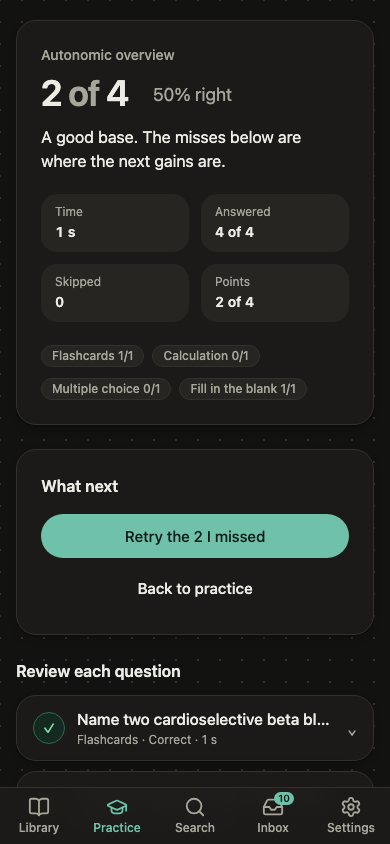 Autonomic overview
2 of 4 50% right
A good base. The misses below are
where the next gains are.
Time Answered
1 s 4 of 4
Skipped Points
0 2 of 4
Flashcards 1/1 Calculation 0/1
Multiple choice 0/1 Fill in the blank 1/1
What next
Retry the 2 I missed
Back to practice
Review each question
Name two cardioselective beta bl...
Flashcards · Correct · 1 s
10
Library Practice Search Inbox Settings